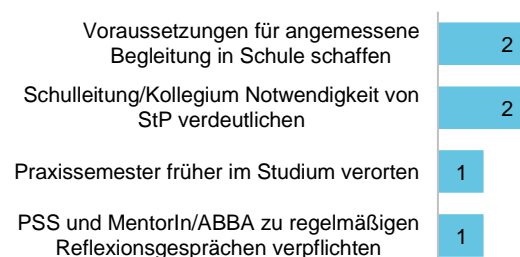 Voraussetzungen für angemessene
Begleitung in Schule schaffen
2
Schulleitung/Kollegium Notwendigkeit von
StP verdeutlichen
2
Praxissemester früher im Studium verorten
1
PSS und MentorIn/ABBA zu regelmäßigen
Reflexionsgesprächen verpflichten
1